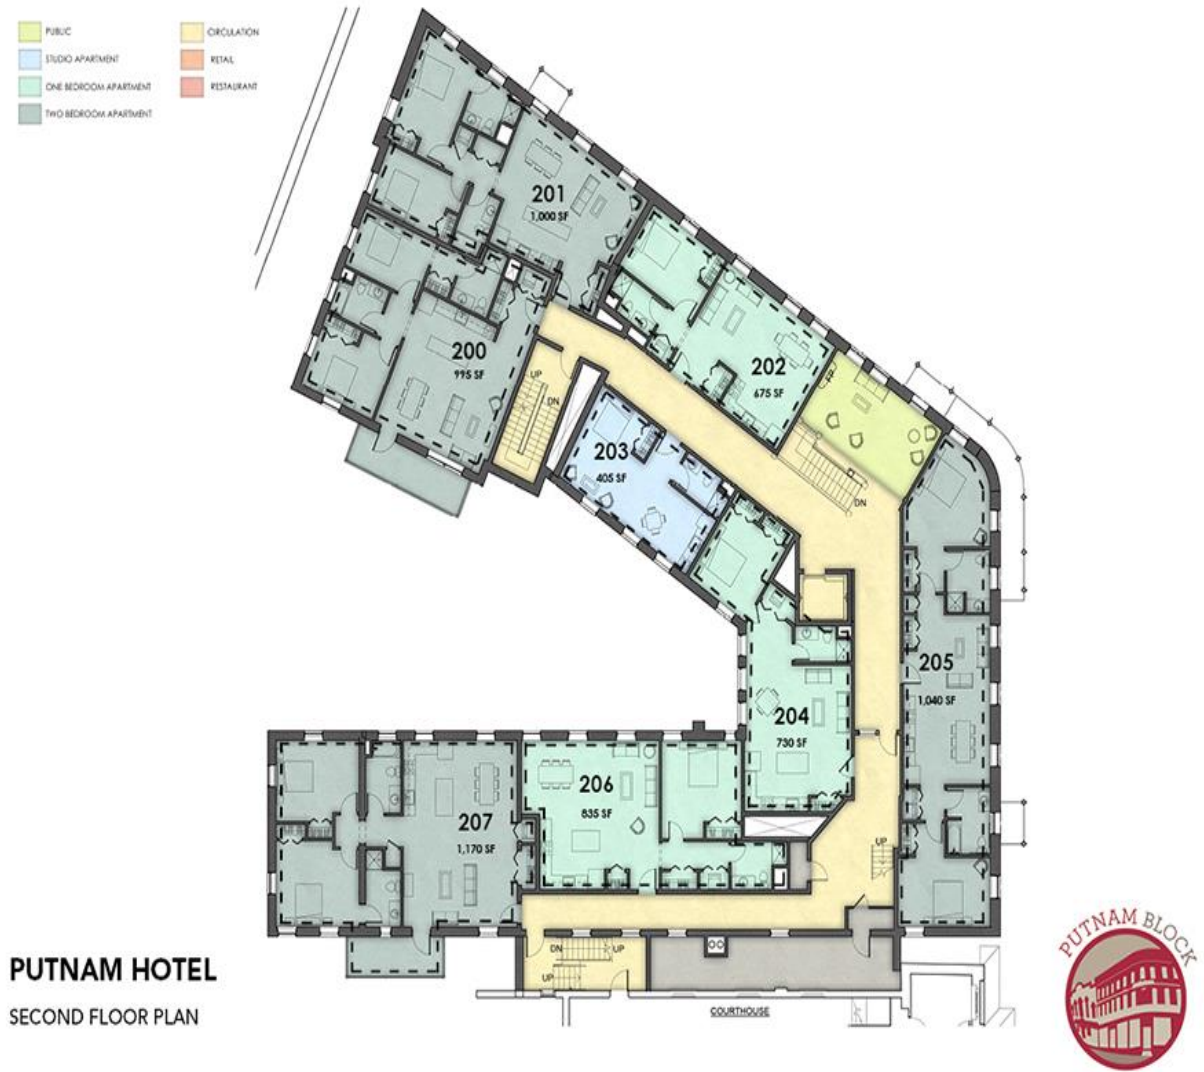 PUBLIC
STUDIO APARTMENT
ONE BEDROOM APARTMENT
TWO BEDROOM APARTMENT
CIRCULATION
RETAIL
RESTAURANT
201
1,000 SF
200
995 SF
UP
DN
202
675 SF
FP
203
405 SF
DN
205
1,040 SF
204
730 SF
206
835 SF
207
1,170 SF
UP
DN
UP
UP
COURTHOUSE
PUTNAM HOTEL
SECOND FLOOR PLAN
PUTNAM BLOCK